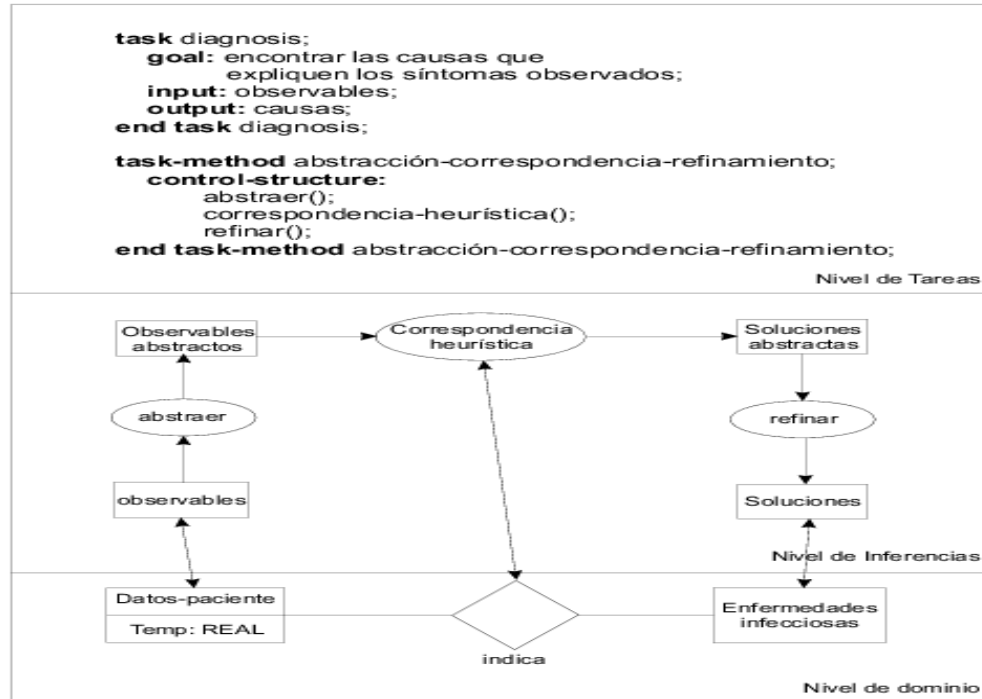 task diagnosis;
goal: encontrar las causas que
expliquen los síntomas observados;
input: observables;
output: causas;
end task diagnosis;
task-method abstracción-correspondencia-refinamiento;
control-structure:
abstraer();
correspondencia-heurística();
refinar();
end task-method abstracción-correspondencia-refinamiento;
Nivel de Tareas
Observables
abstractos
Correspondencia
heurística
Soluciones
abstractas
abstraer
refinar
observables
Soluciones
Nivel de Inferencias
Datos-paciente
Temp: REAL
indica
Enfermedades
infecciosas
Nivel de dominio